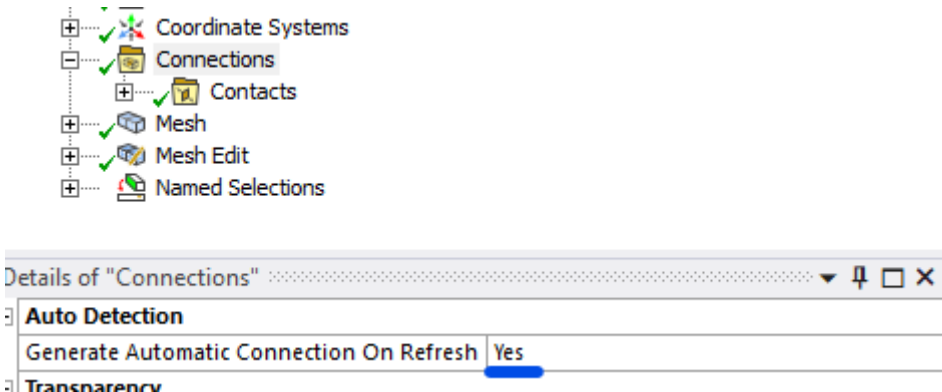 Coordinate Systems
Connections
Contacts
Mesh
Mesh Edit
Named Selections
Details of "Connections"
Auto Detection
Generate Automatic Connection On Refresh Yes
Transparency